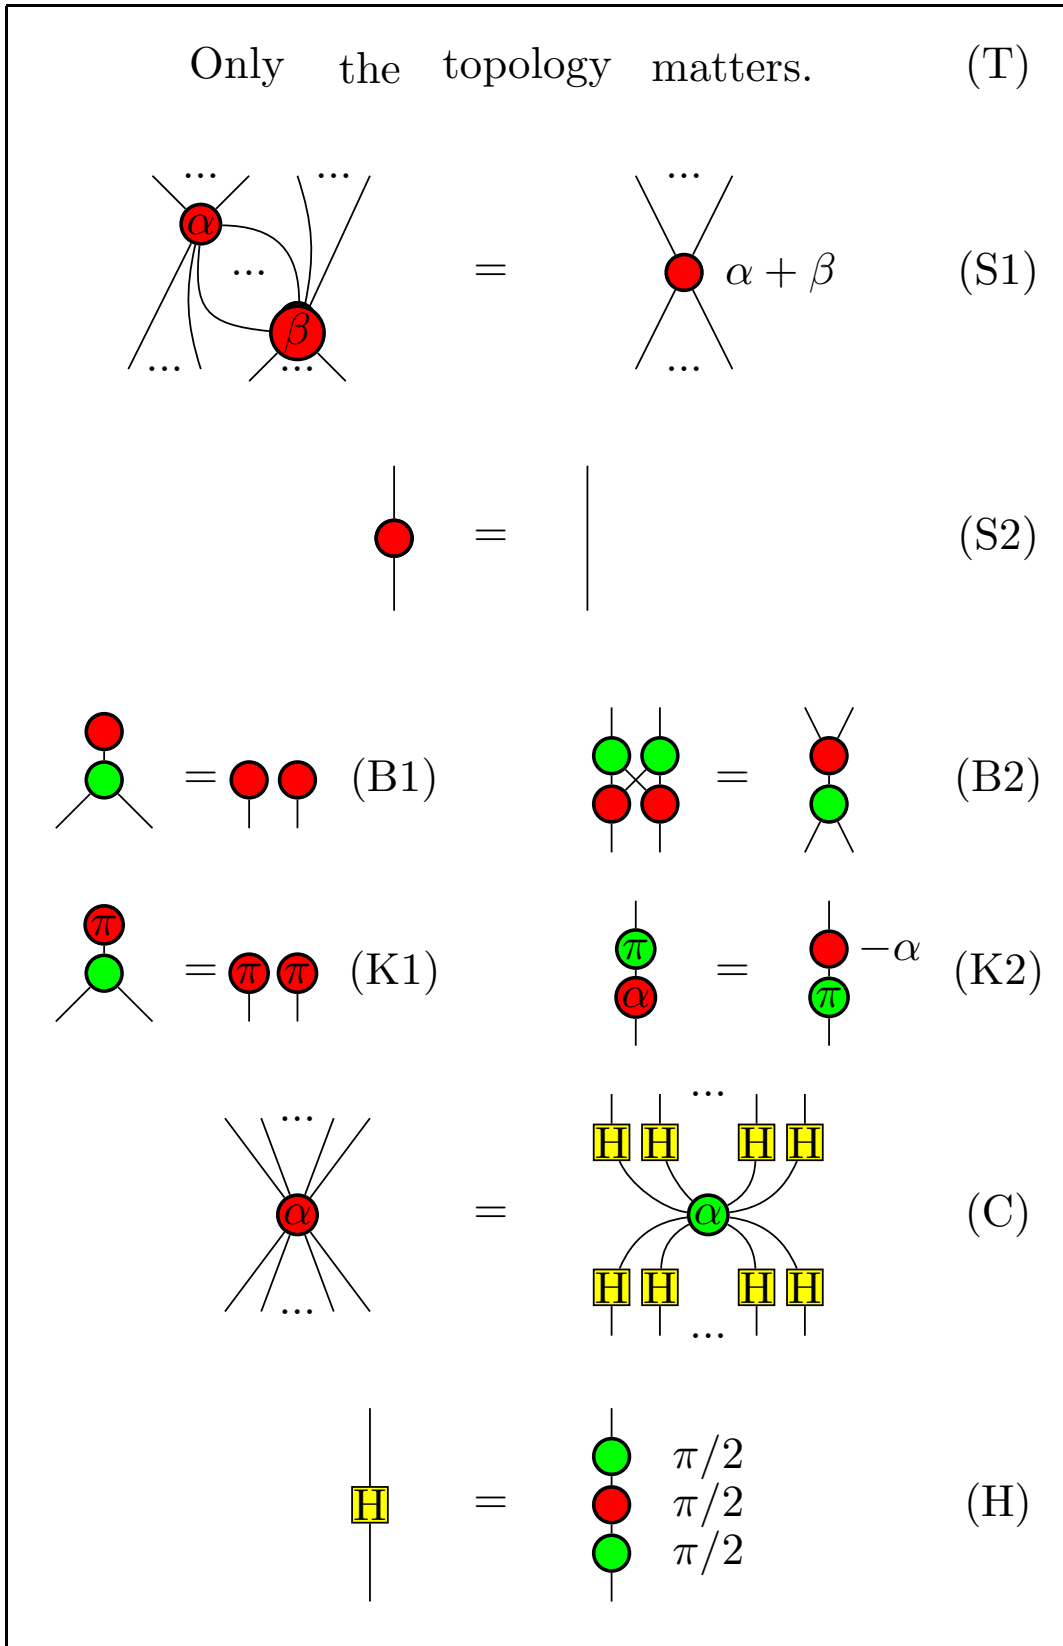 Only the topology matters. (T)
... ...
α
...
β
... ...
=
...
α + β
...
(S1)
= (S2)
= (B1)
= (B2)
π
= π π (K1)
π
α
=
−α
π
(K2)
...
α
...
=
...
H H H H
α
H H H H
...
(C)
H
=
π/2
π/2
π/2
(H)